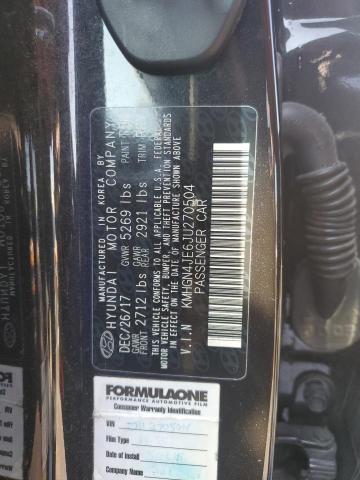 MANUFACTURED IN KOREA BY
HYUNDAI MOTOR COMPANY
DEC/26/17 GVWR 5269 lbs PAINT
GAWR FRONT 2712 lbs GAWR REAR 2921 lbs TRIM
THIS VEHICLE CONFORMS TO ALL APPLICABLE U.S.A FEDERAL
MOTOR VEHICLE SAFETY, BUMPER, AND THEFT PREVENTION STANDARDS
IN EFFECT ON THE DATE OF MANUFACTURE SHOWN ABOVE
V.I.N KMHGN4JE6JU270504
PASSENGER CAR
FORMULAONE
PERFORMANCE AUTOMOTIVE FILM
Consumer Warranty Identification
VIN
Film Type
Date of Install